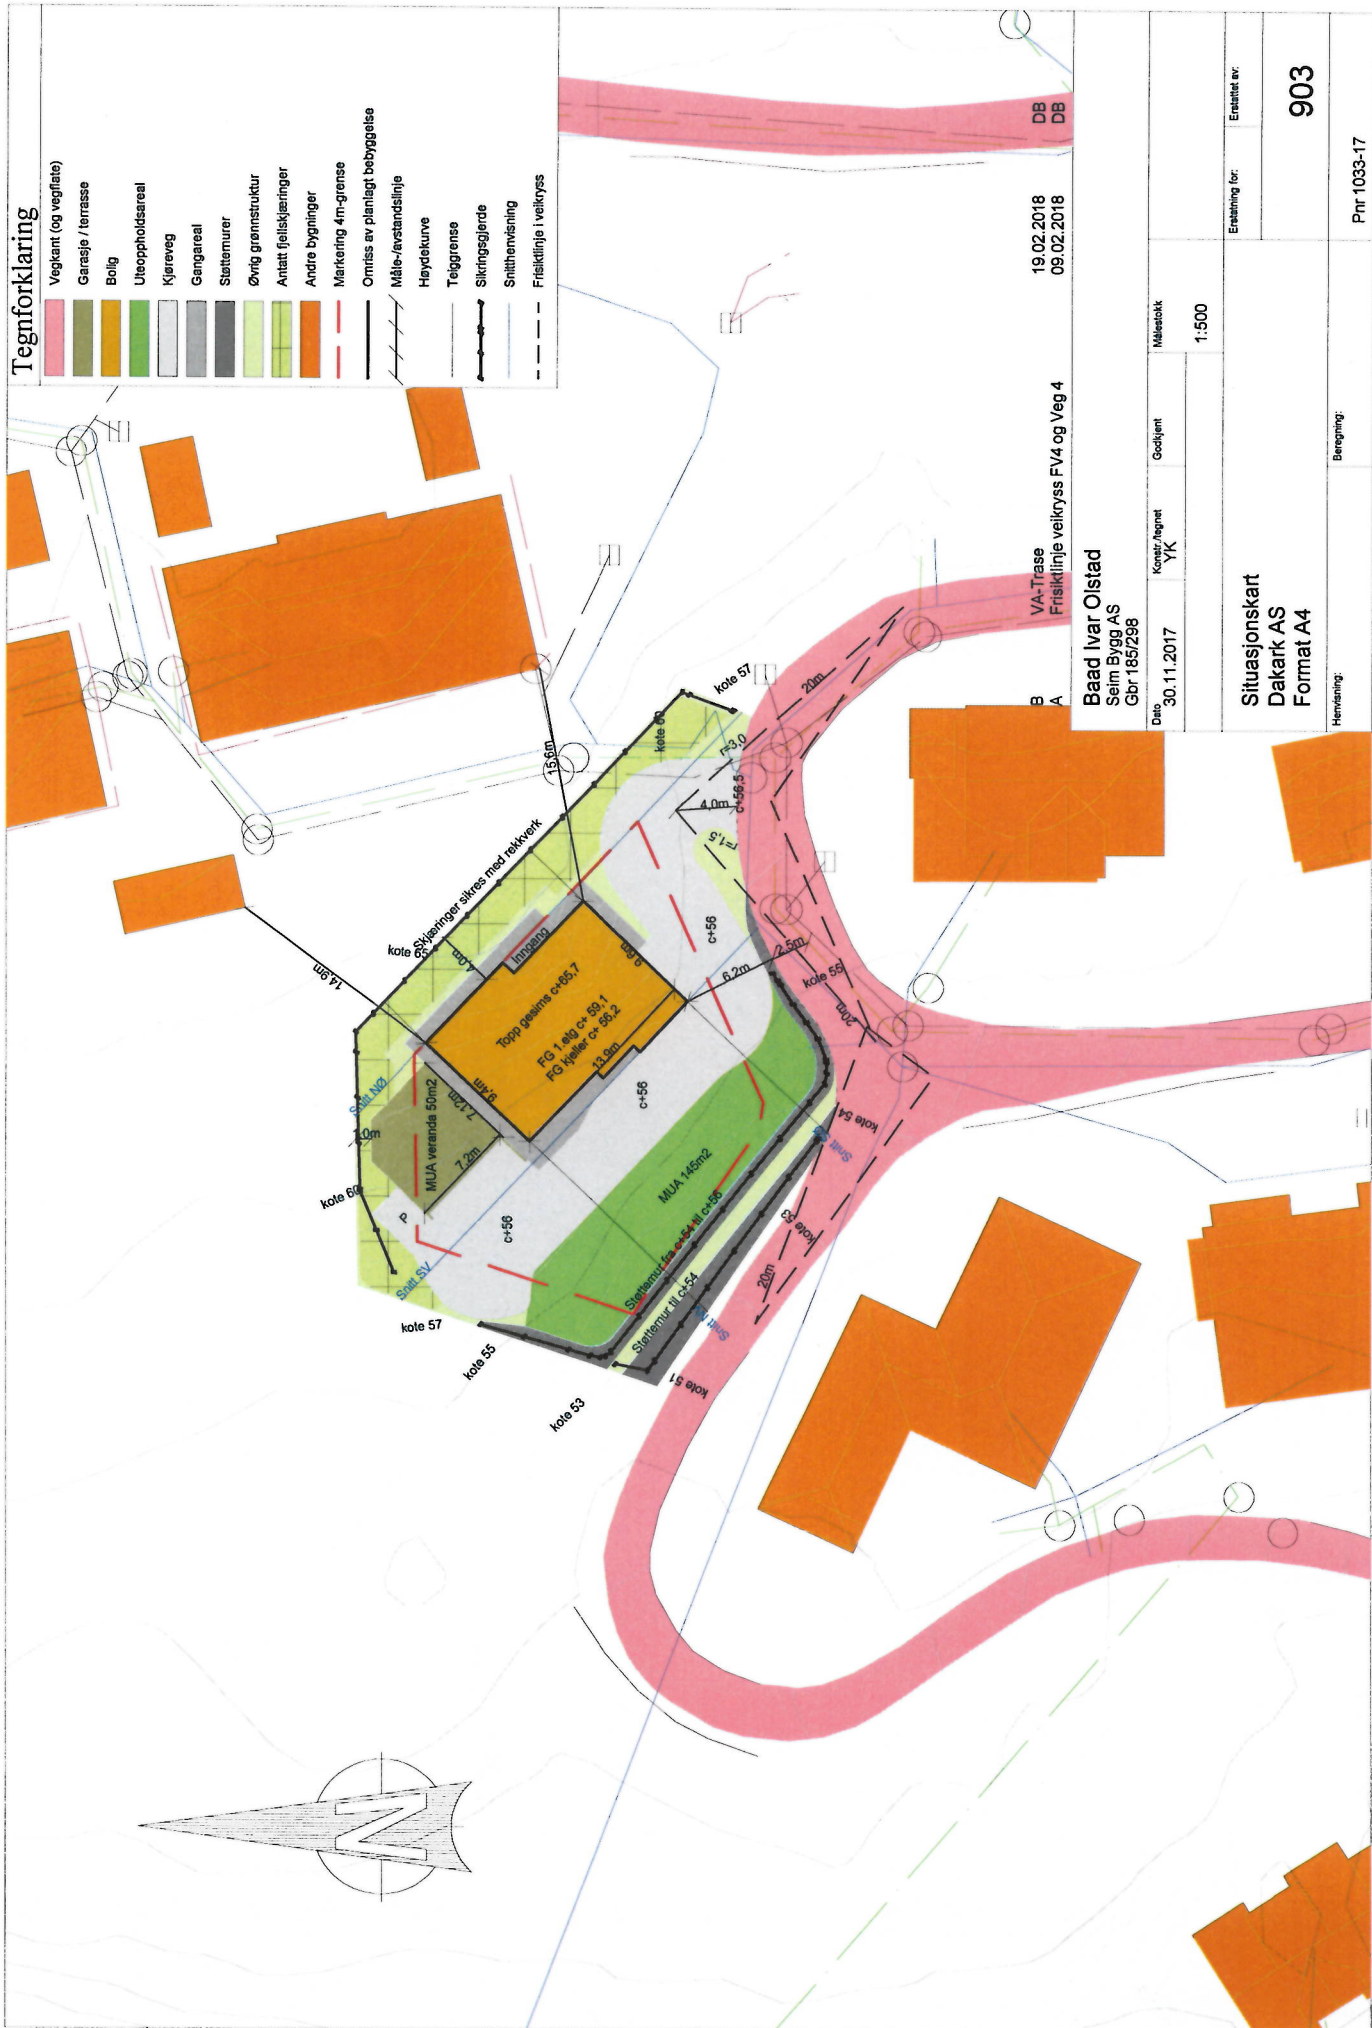 Tegnforklaring
Vegkant (og vegflate)
Garasje / terrasse
Bolig
Uteoppholdsareal
Kjøreveg
Gangareal
Støttemurer
Øvrig grønnstruktur
Antatt fjellskjæringer
Andre bygninger
Markering 4m-grense
Omriss av planlagt bebyggelse
Måle-/avstandslinje
Høydekurve
Teiggrense
Sikringsgjerde
Snitthenvisning
Frisiktlinje i veikryss
14,9m
15,6m
Skjæringer sikres med rekkverk
kote 65
4,0m
Inngang
Topp gesims c+65,7
FG 1.etg c+ 59,1
FG kjeller c+ 56,2
13,9m
9,6m
9,4m
7,12m
7,2m
MUA veranda 50m2
Snitt NØ
1,0m
kote 60
P
c+56
c+56
c+56
Snitt SV
kote 57
kote 55
kote 53
MUA 145m2
Støttemur fra c+54 til c+56
Støttemur til c+54
kote 51
kote 53
kote 54
kote 55
20m
20m
20m
6,2m
2,5m
4,0m
r=1,5
r=3,0
c+56,5
kote 60
kote 57
N
B VA-Trase 19.02.2018 DB
A Frisiktlinje veikryss FV4 og Veg 4 09.02.2018 DB
Baad Ivar Olstad
Seim Bygg AS
Gbr 185/298
Dato Konstr./tegnet Godkjent Målestokk
30.11.2017 YK 1:500
Situasjonskart
Dakark AS
Format A4
Erstatning for: Erstattet av:
903
Henvisning: Beregning:
Pnr 1033-17